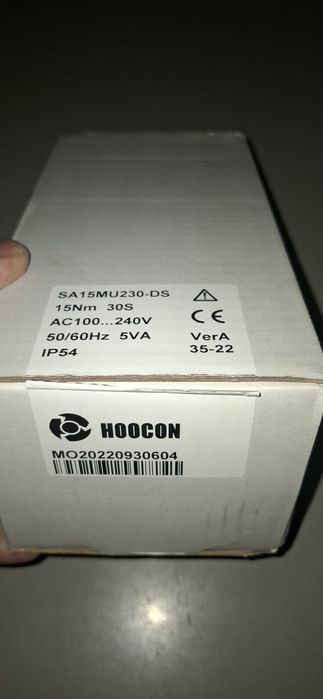 SA15MU230-DS
15Nm 30S
AC100...240V CE
50/60Hz 5VA VerA
IP54 35-22
HOOCON
MO20220930604